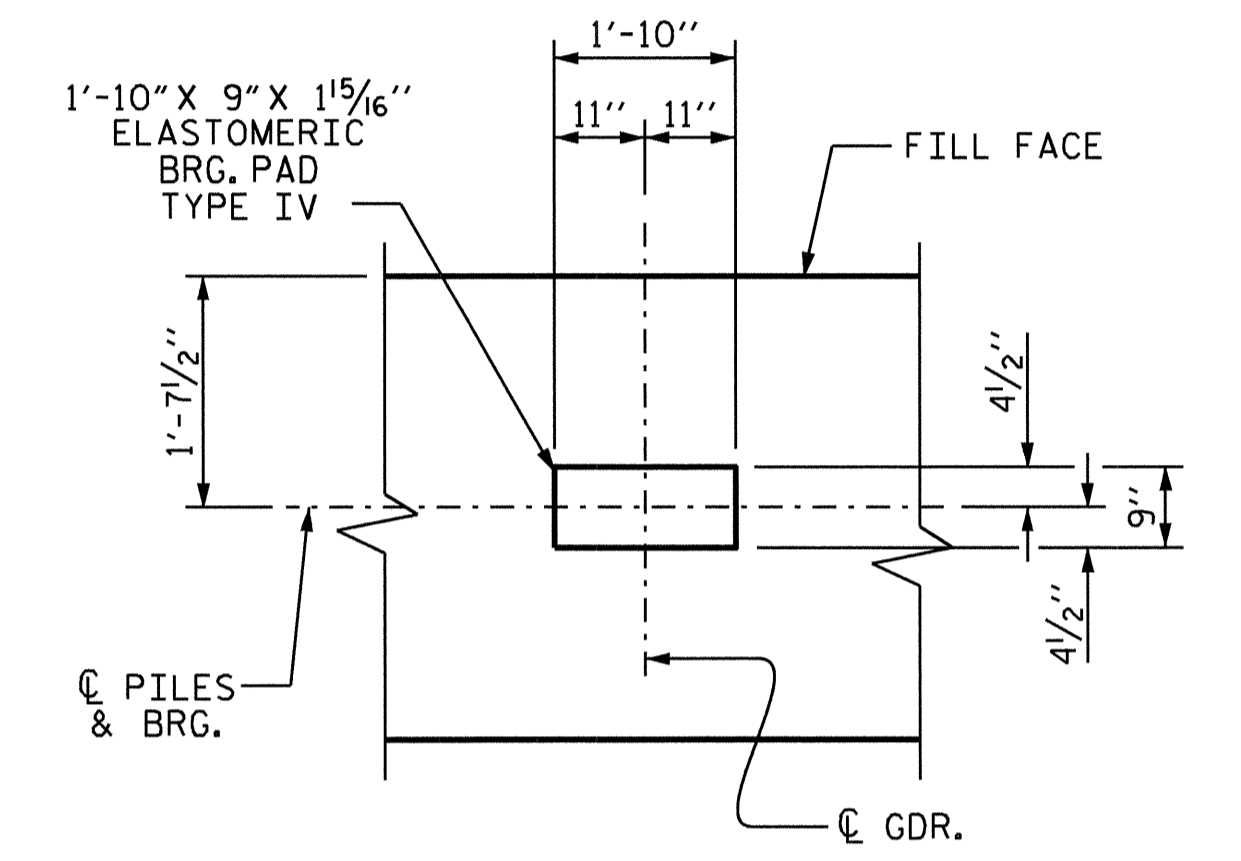 1'-10"
1'-10" X 9" X 1 15/16"
ELASTOMERIC
BRG. PAD
TYPE IV
11" 11"
FILL FACE
1'-7 1/2"
4 1/2"
9"
4 1/2"
℄ PILES
& BRG.
℄ GDR.